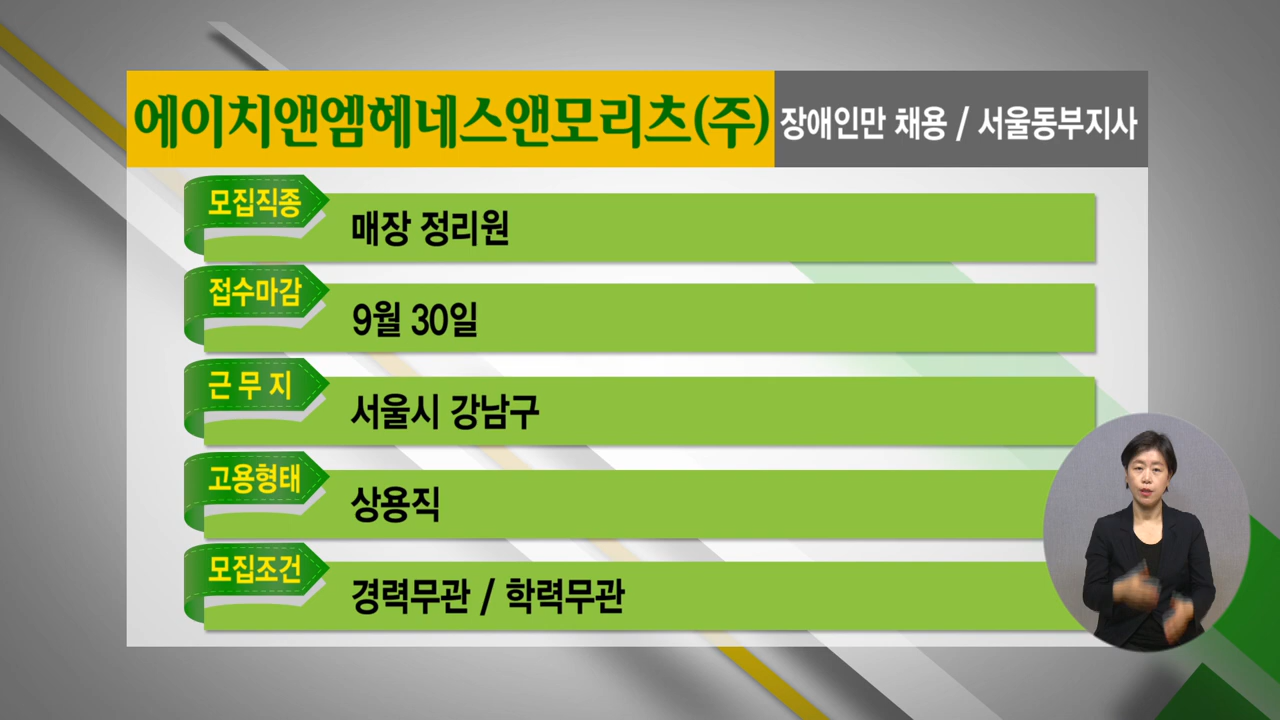 에이치앤엠헤네스앤모리츠(주) 장애인만 채용 / 서울동부지사
모집직종 매장 정리원
접수마감 9월 30일
근 무 지 서울시 강남구
고용형태 상용직
모집조건 경력무관 / 학력무관